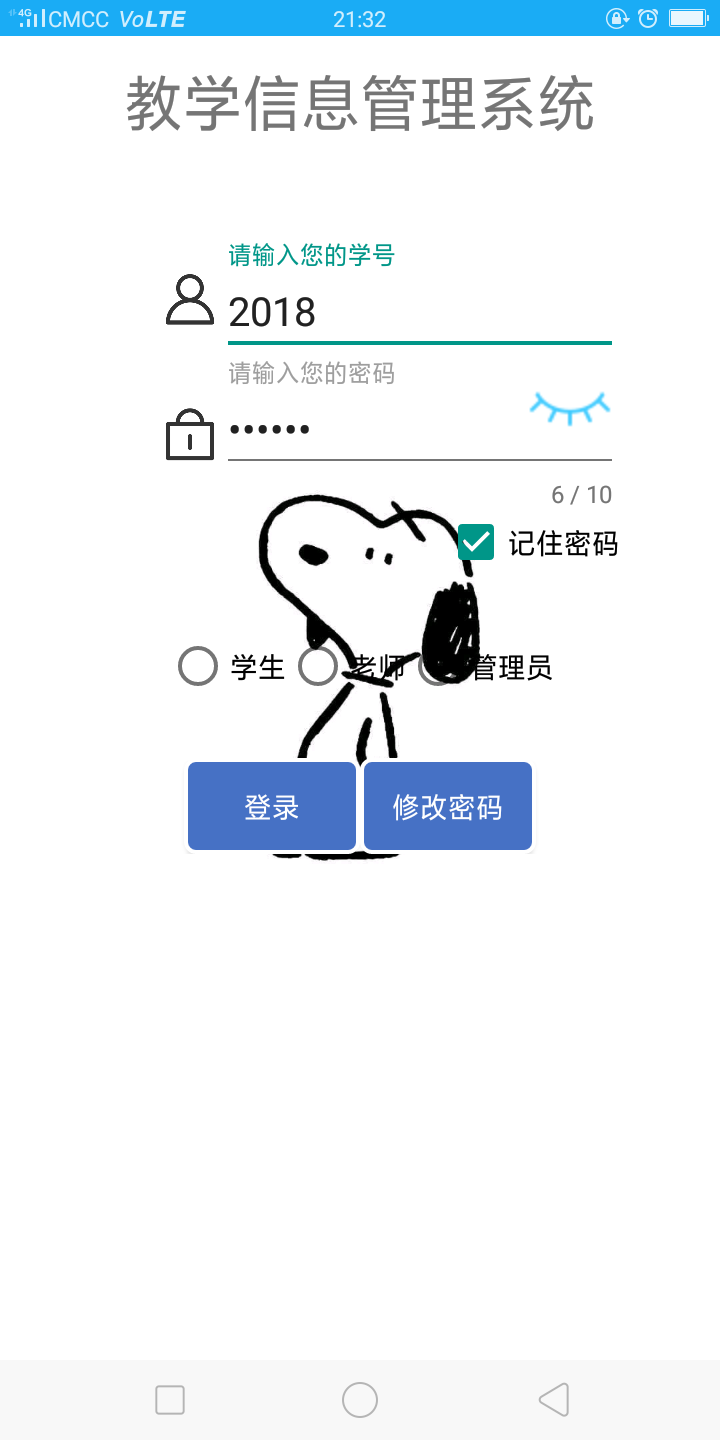 4G CMCC VoLTE 21:32
教学信息管理系统
请输入您的学号
2018
请输入您的密码
••••••
6 / 10
记住密码
学生 老师 管理员
登录 修改密码